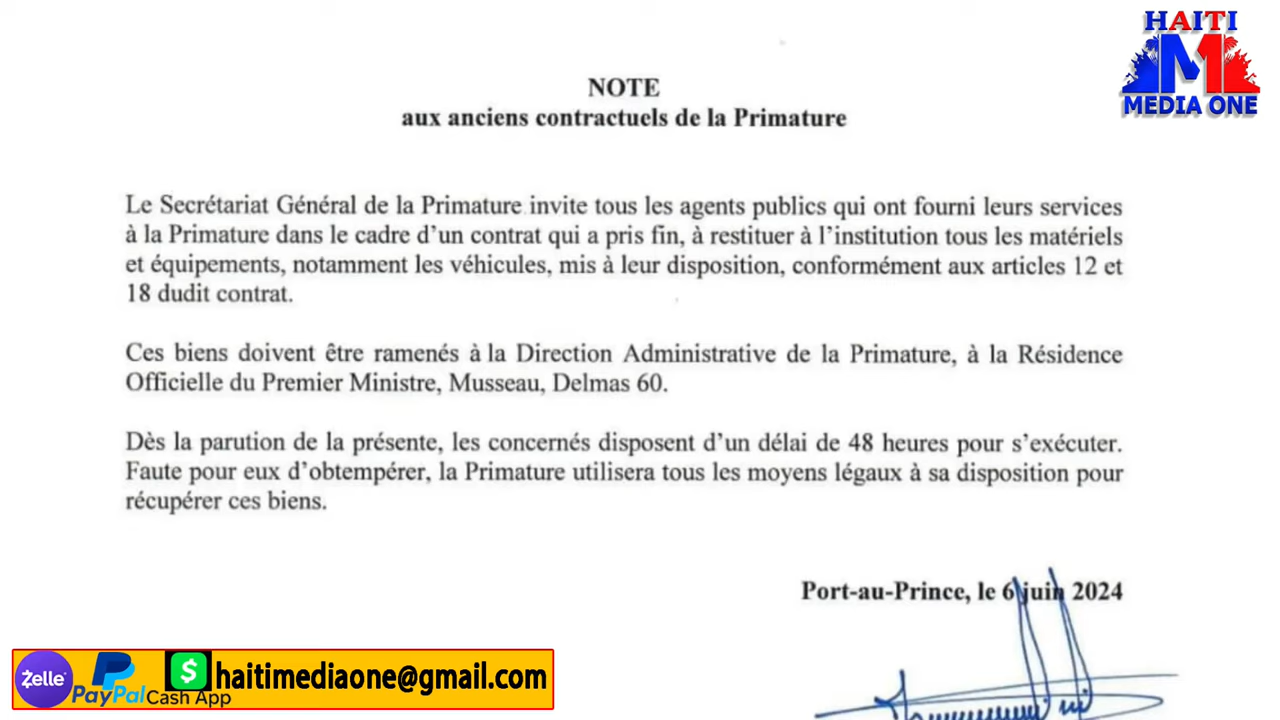 HAITI
M
MEDIA ONE
NOTE
aux anciens contractuels de la Primature
Le Secrétariat Général de la Primature invite tous les agents publics qui ont fourni leurs services
à la Primature dans le cadre d’un contrat qui a pris fin, à restituer à l’institution tous les matériels
et équipements, notamment les véhicules, mis à leur disposition, conformément aux articles 12 et
18 dudit contrat.
Ces biens doivent être ramenés à la Direction Administrative de la Primature, à la Résidence
Officielle du Premier Ministre, Musseau, Delmas 60.
Dès la parution de la présente, les concernés disposent d’un délai de 48 heures pour s’exécuter.
Faute pour eux d’obtempérer, la Primature utilisera tous les moyens légaux à sa disposition pour
récupérer ces biens.
Port-au-Prince, le 6 juin 2024
Zelle
PayPal
$
Cash App
haitimediaone@gmail.com